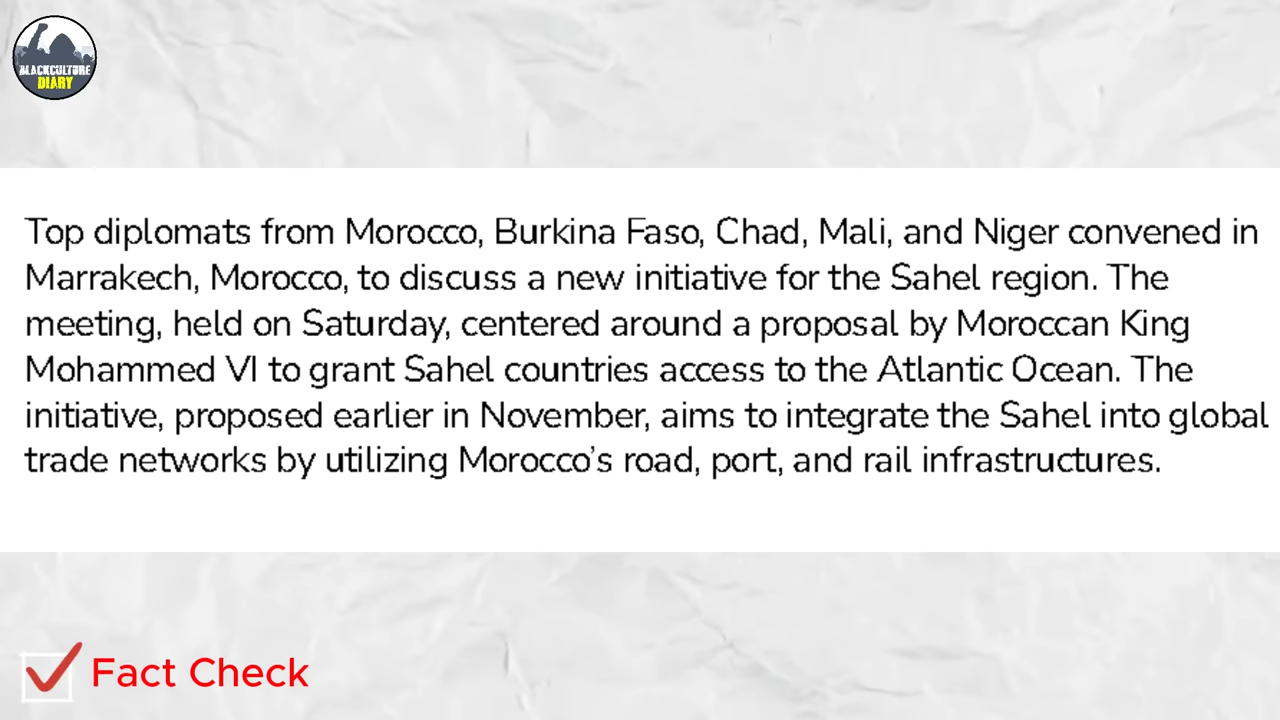 BLACKCULTURE
DIARY
Top diplomats from Morocco, Burkina Faso, Chad, Mali, and Niger convened in
Marrakech, Morocco, to discuss a new initiative for the Sahel region. The
meeting, held on Saturday, centered around a proposal by Moroccan King
Mohammed VI to grant Sahel countries access to the Atlantic Ocean. The
initiative, proposed earlier in November, aims to integrate the Sahel into global
trade networks by utilizing Morocco’s road, port, and rail infrastructures.
Fact Check